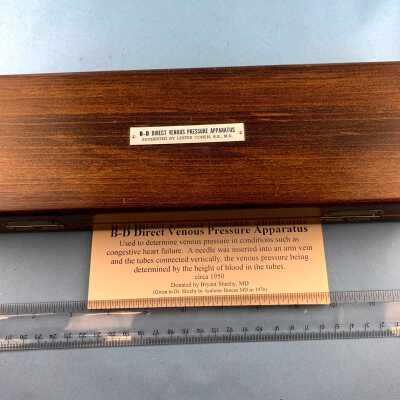 B-D DIRECT VENOUS PRESSURE APPARATUS
B-D Direct Venous Pressure Apparatus
Used to determine venous pressure in conditions such as
congestive heart failure. A needle was inserted into an arm vein
and the tubes connected vertically, the venous pressure being
determined by the height of blood in the tubes.
circa 1950
Donated by Bryant Sheehy, MD